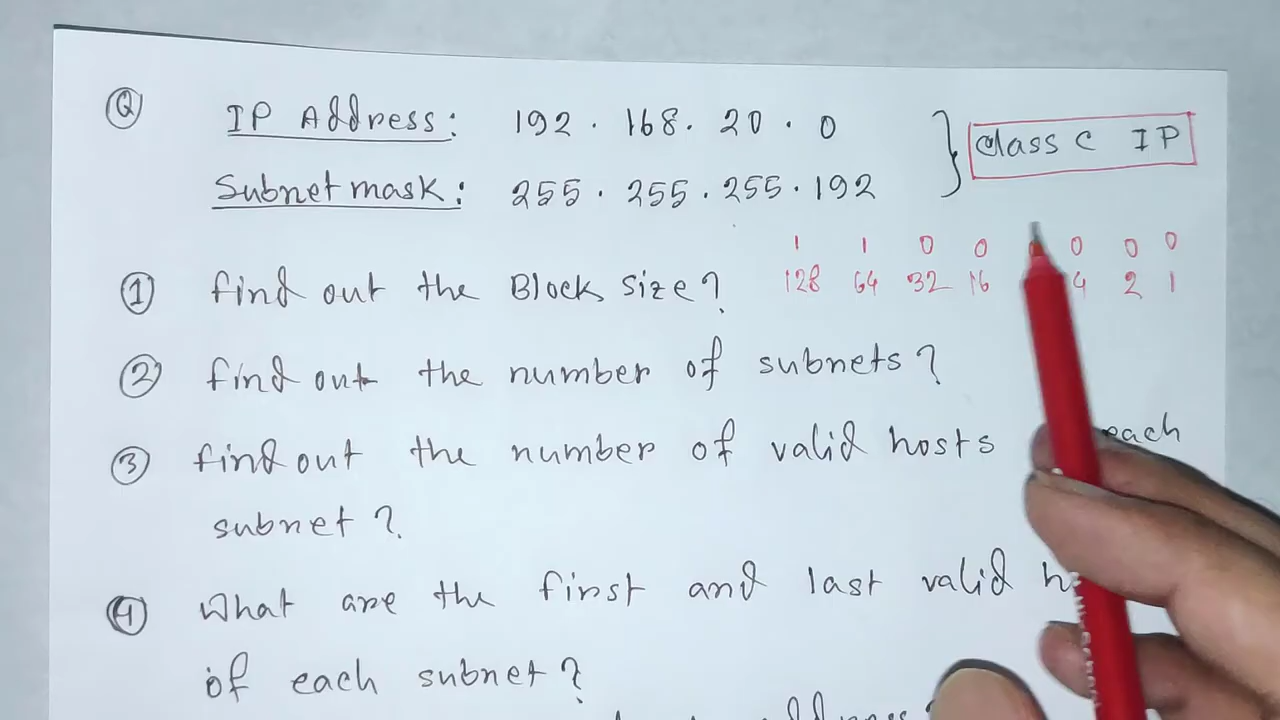 Q IP Address: 192.168.20.0
Class C IP
Subnet mask: 255.255.255.192
1 1 0 0 0 0 0
128 64 32 16 4 2 1
1 find out the Block size?
2 find out the number of subnets?
3 find out the number of valid hosts each
subnet?
4 What are the first and last valid
of each subnet?